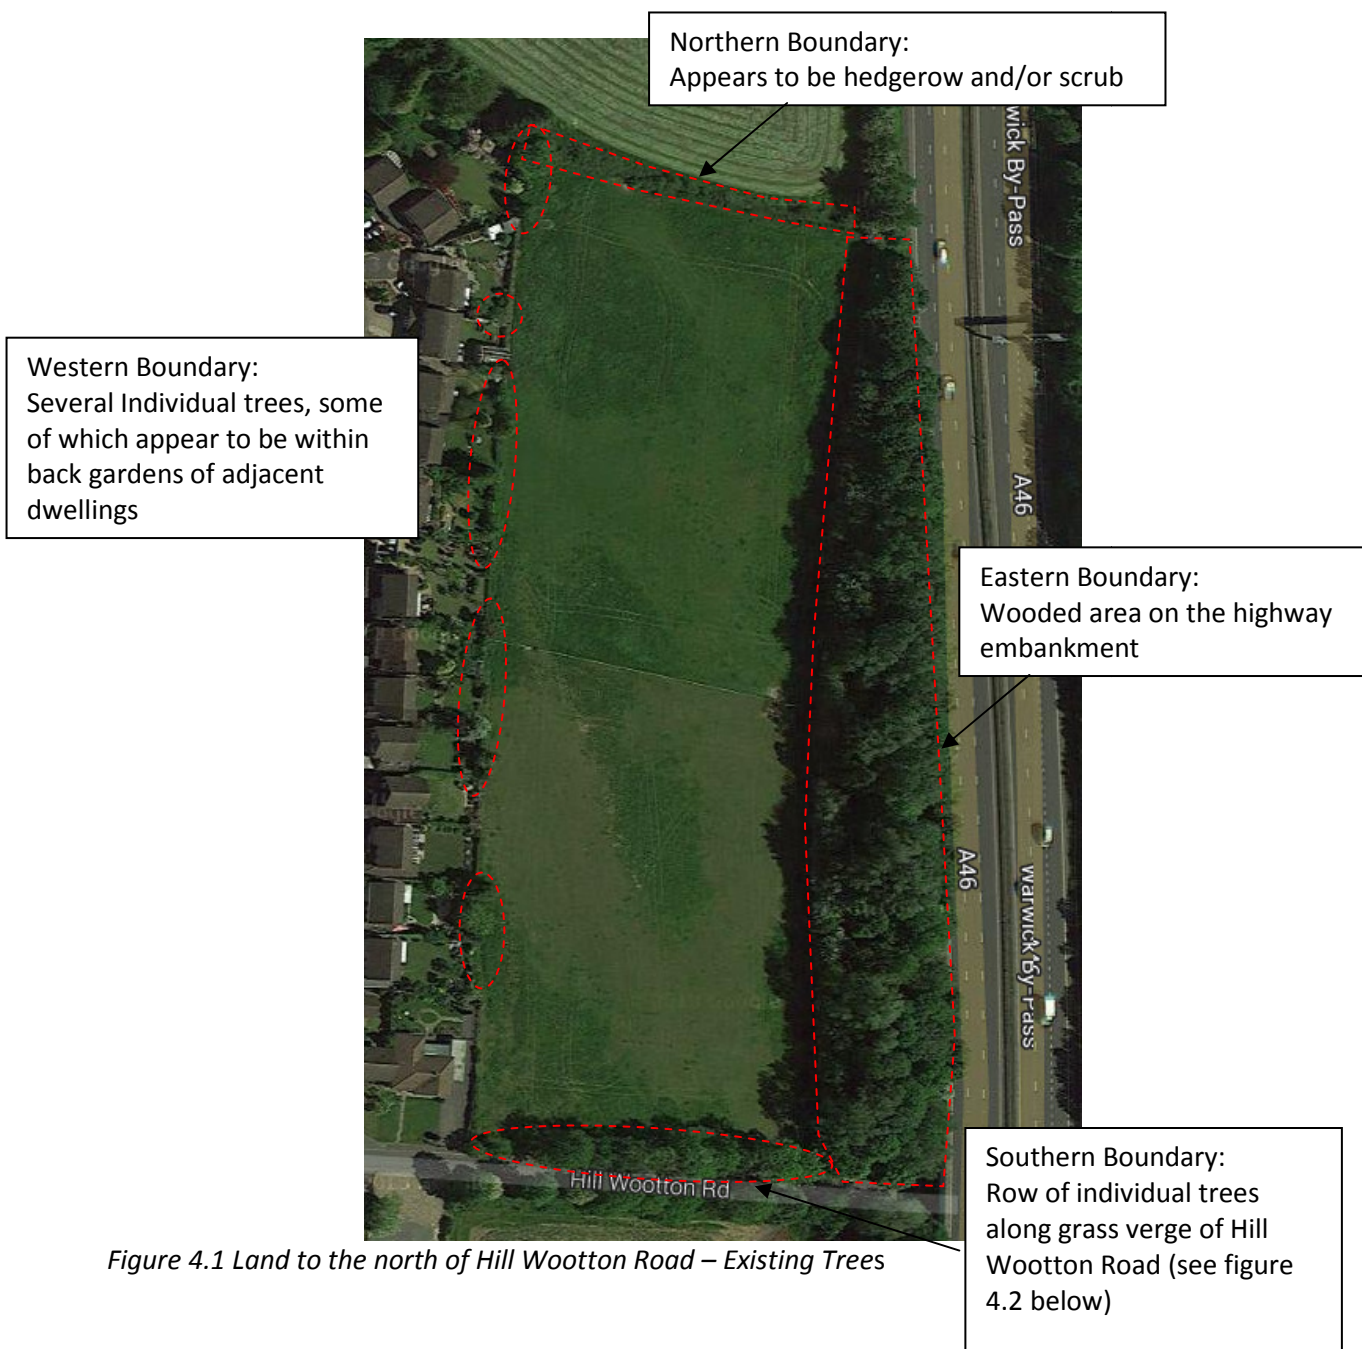 Northern Boundary:
Appears to be hedgerow and/or scrub
wick By-Pass
Western Boundary:
Several Individual trees, some
of which appear to be within
back gardens of adjacent
dwellings
A46
Eastern Boundary:
Wooded area on the highway
embankment
A46
Warwick By-Pass
A46
Hill Wootton Rd
Southern Boundary:
Row of individual trees
along grass verge of Hill
Wootton Road (see figure
4.2 below)
Figure 4.1 Land to the north of Hill Wootton Road – Existing Trees